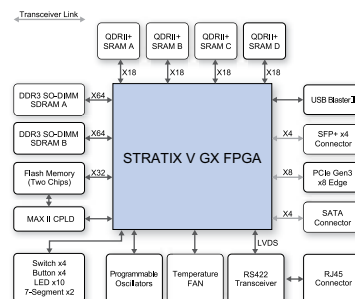 Transceiver Link
QDRII+
SRAM A
QDRII+
SRAM B
QDRII+
SRAM C
QDRII+
SRAM D
X18
X18
X18
X18
DDR3 SO-DIMM
SDRAM A
X64
DDR3 SO-DIMM
SDRAM B
X64
Flash Memory
(Two Chips)
X32
MAX II CPLD
STRATIX V GX FPGA
USB Blaster
X4
SFP+ x4
Connector
X8
PCIe Gen3
x8 Edge
X4
SATA
Connector
LVDS
Switch x4
Button x4
LED x10
7-Segment x2
Programmable
Oscillators
Temperature
FAN
RS422
Transceiver
RJ45
Connector